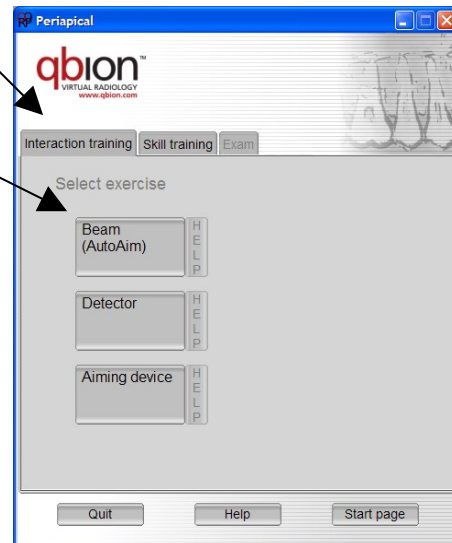 Periapical
qbion™
VIRTUAL RADIOLOGY
www.qbion.com
Interaction training Skill training Exam
Select exercise
Beam
(AutoAim)
HELP
Detector
HELP
Aiming device
HELP
Quit Help Start page